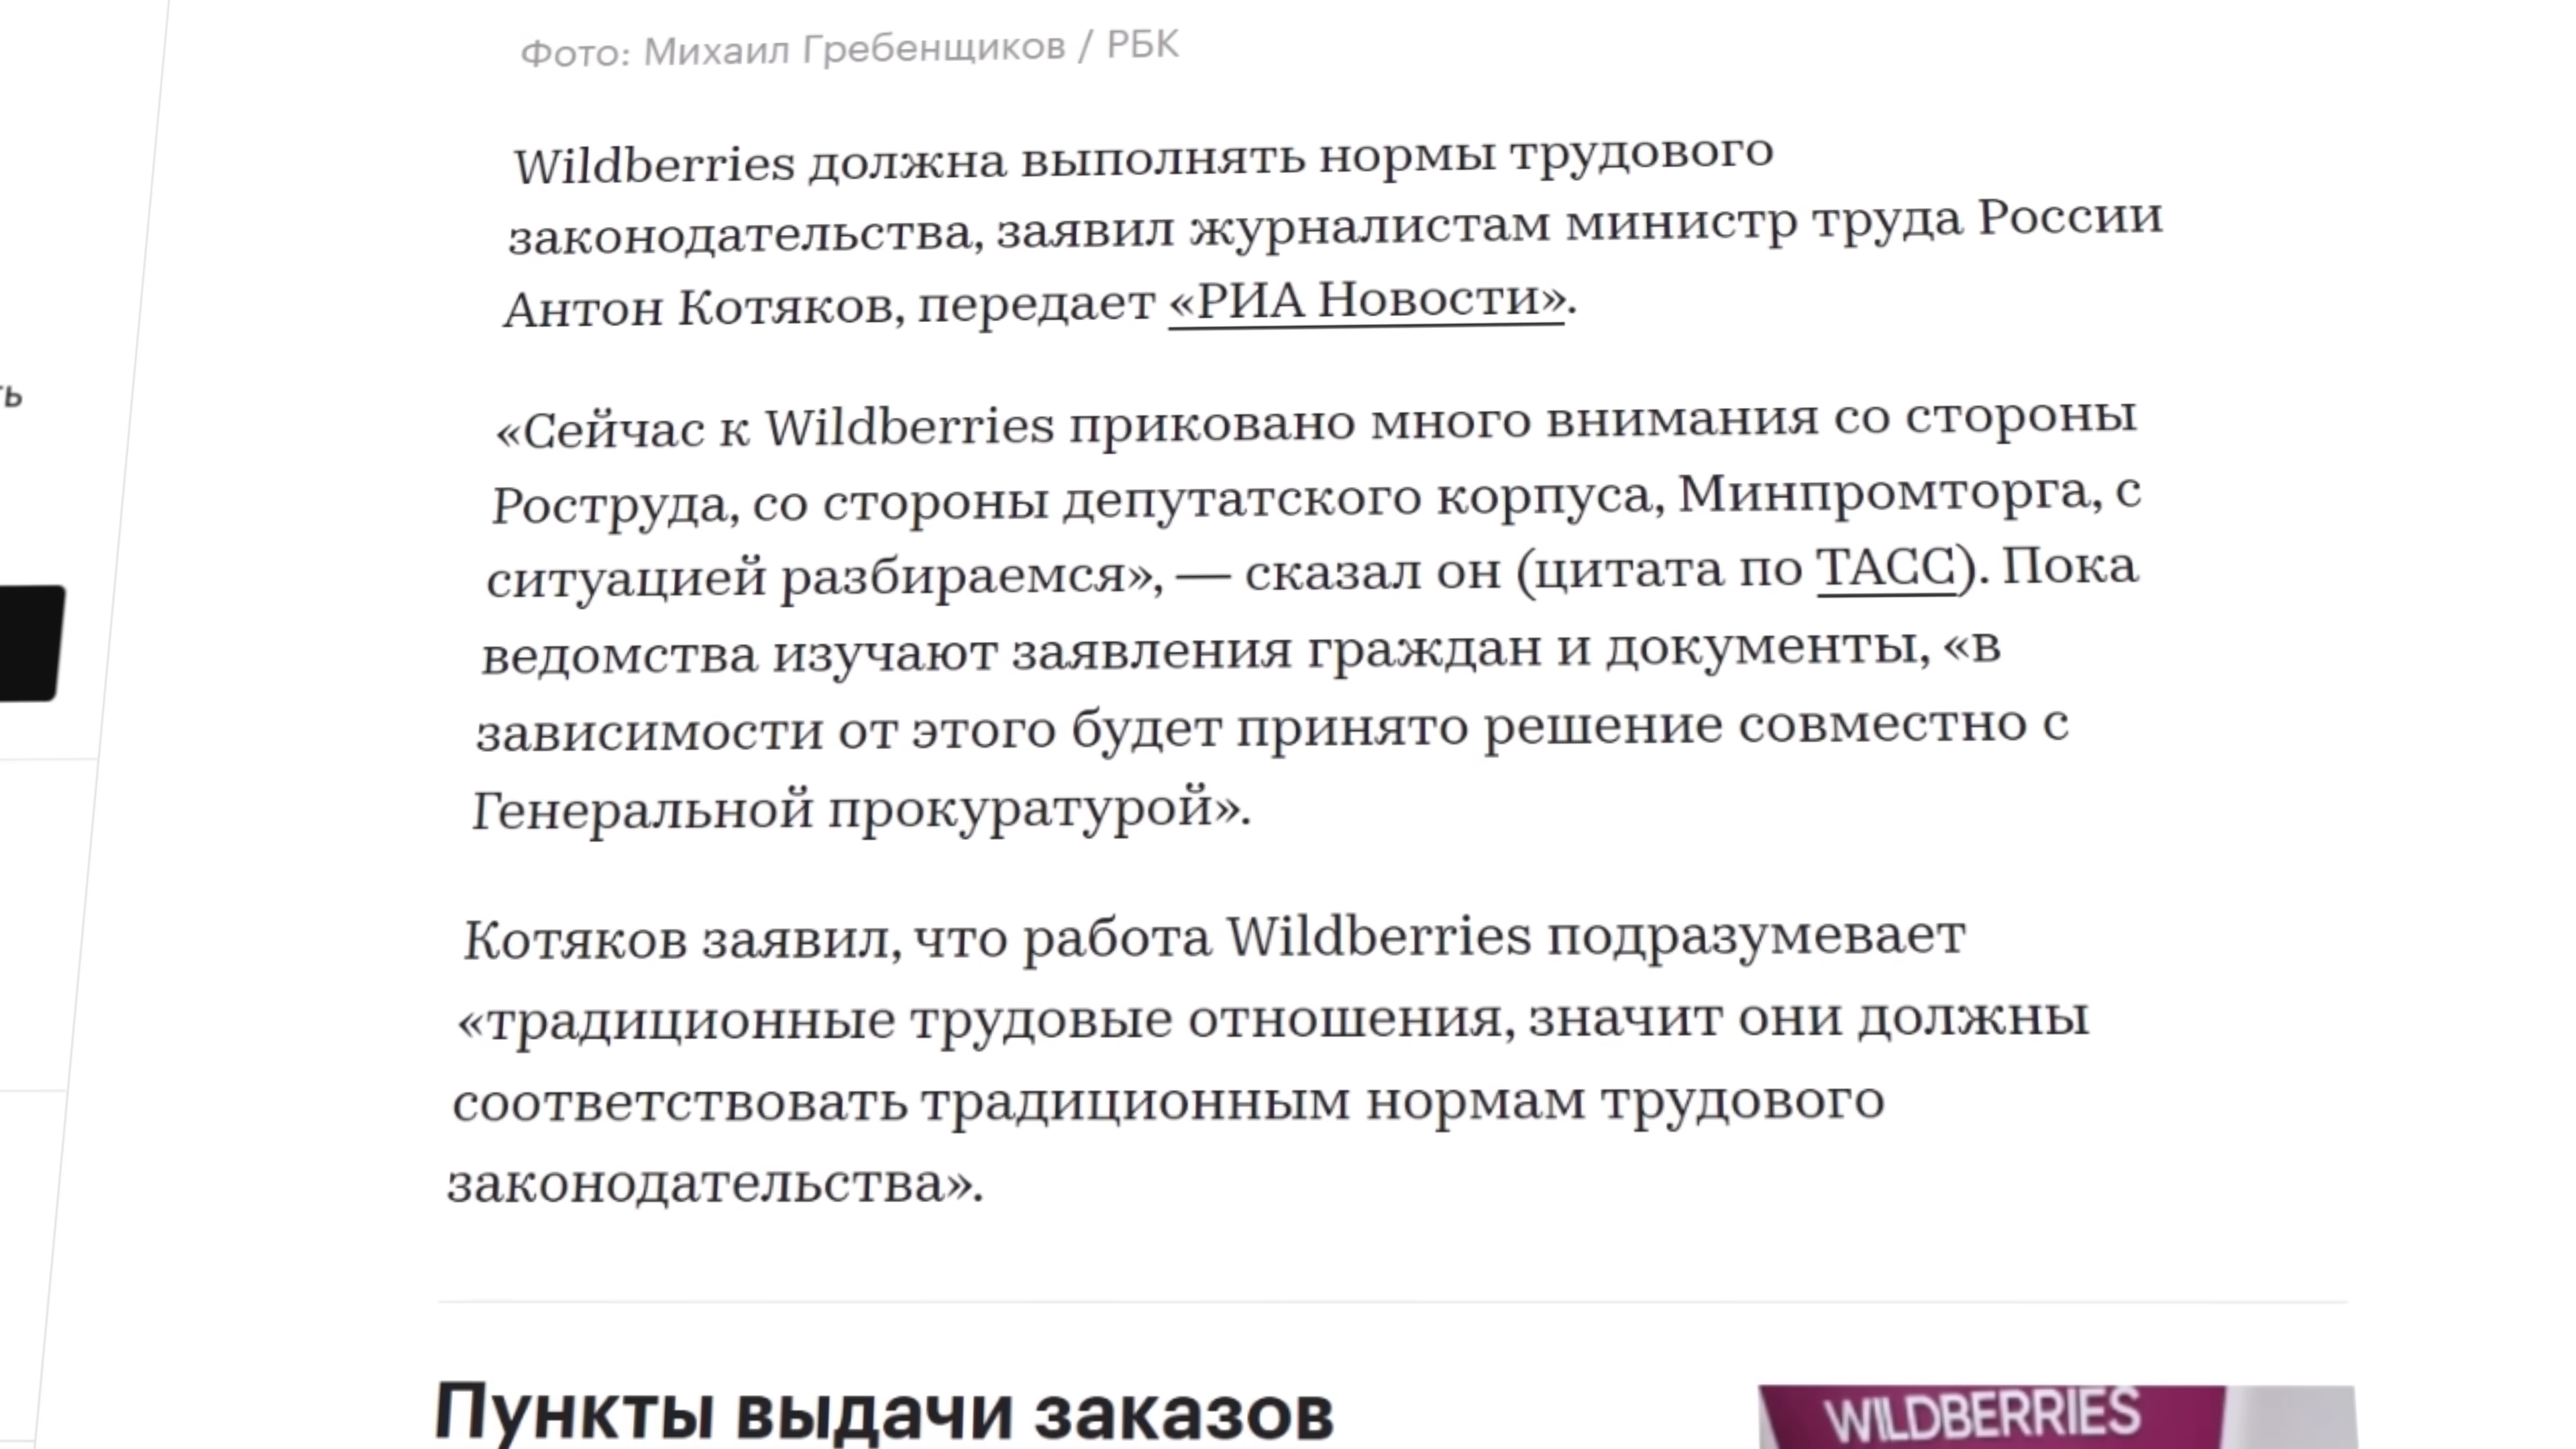 Фото: Михаил Гребенщиков / РБК
Wildberries должна выполнять нормы трудового
законодательства, заявил журналистам министр труда России
Антон Котяков, передает «РИА Новости».
ть
«Сейчас к Wildberries приковано много внимания со стороны
Роструда, со стороны депутатского корпуса, Минпромторга, с
ситуацией разбираемся», — сказал он (цитата по ТАСС). Пока
ведомства изучают заявления граждан и документы, «в
зависимости от этого будет принято решение совместно с
Генеральной прокуратурой».
Котяков заявил, что работа Wildberries подразумевает
«традиционные трудовые отношения, значит они должны
соответствовать традиционным нормам трудового
законодательства».
Пункты выдачи заказов
WILDBERRIES